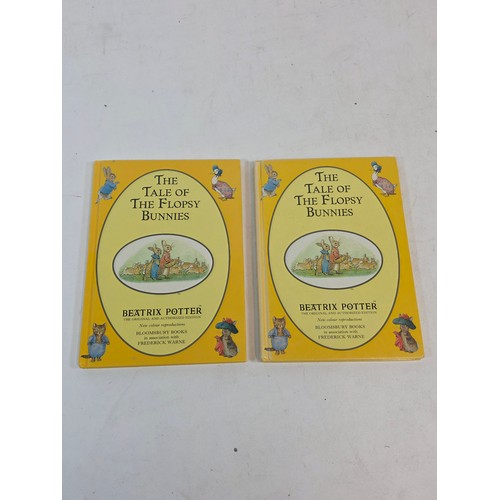 THE
TALE OF
THE FLOPSY
BUNNIES
BEATRIX POTTER™
THE ORIGINAL AND AUTHORIZED EDITION
New colour reproductions
BLOOMSBURY BOOKS
in association with
FREDERICK WARNE
THE
TALE OF
THE FLOPSY
BUNNIES
BEATRIX POTTER™
THE ORIGINAL AND AUTHORIZED EDITION
New colour reproductions
BLOOMSBURY BOOKS
in association with
FREDERICK WARNE